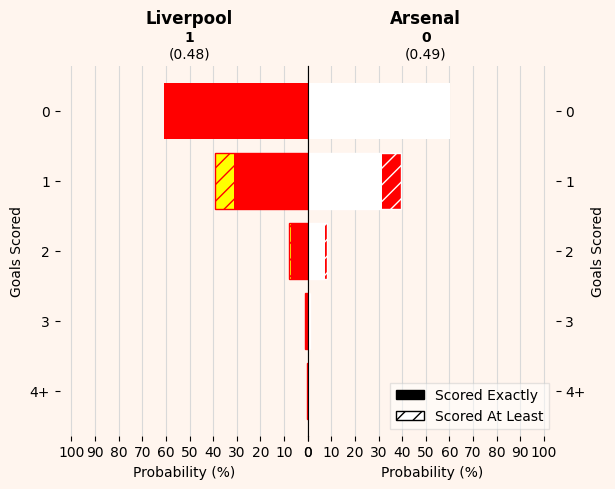 Liverpool Arsenal
1 0
(0.48) (0.49)
0 0
1 1
2 2
3 3
4+ 4+
Goals Scored Goals Scored
Scored Exactly
Scored At Least
100 90 80 70 60 50 40 30 20 10 0 0 10 20 30 40 50 60 70 80 90 100
Probability (%) Probability (%)